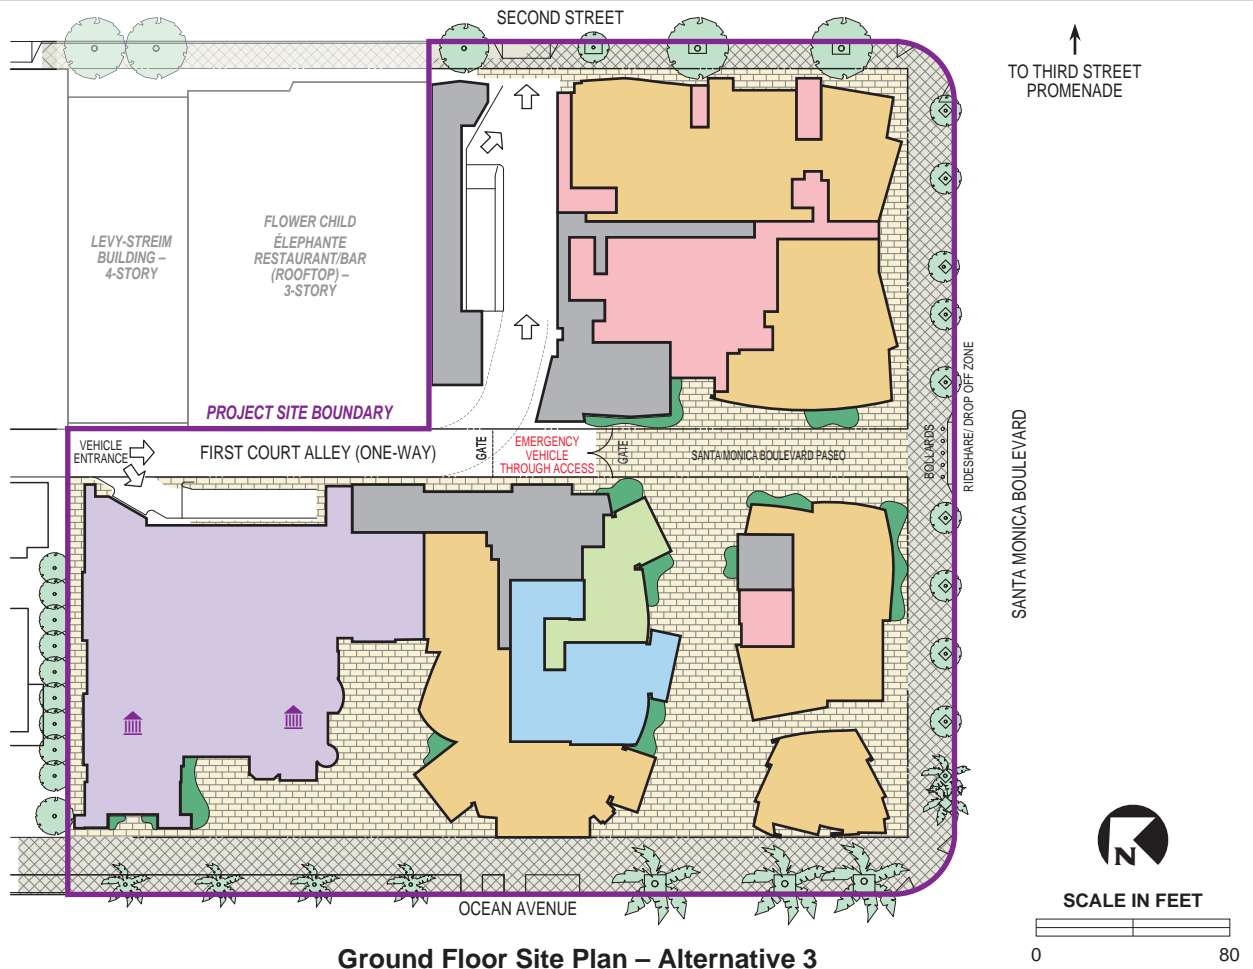 SECOND STREET
TO THIRD STREET
PROMENADE
LEVY-STREIM
BUILDING –
4-STORY
FLOWER CHILD
ÉLEPHANTE
RESTAURANT/BAR
(ROOFTOP) –
3-STORY
PROJECT SITE BOUNDARY
VEHICLE
ENTRANCE
FIRST COURT ALLEY (ONE-WAY)
GATE
EMERGENCY
VEHICLE
THROUGH ACCESS
GATE
SANTA MONICA BOULEVARD PASEO
BOLLARDS
RIDESHARE/ DROP OFF ZONE
SANTA MONICA BOULEVARD
OCEAN AVENUE
N
SCALE IN FEET
0 80
Ground Floor Site Plan – Alternative 3